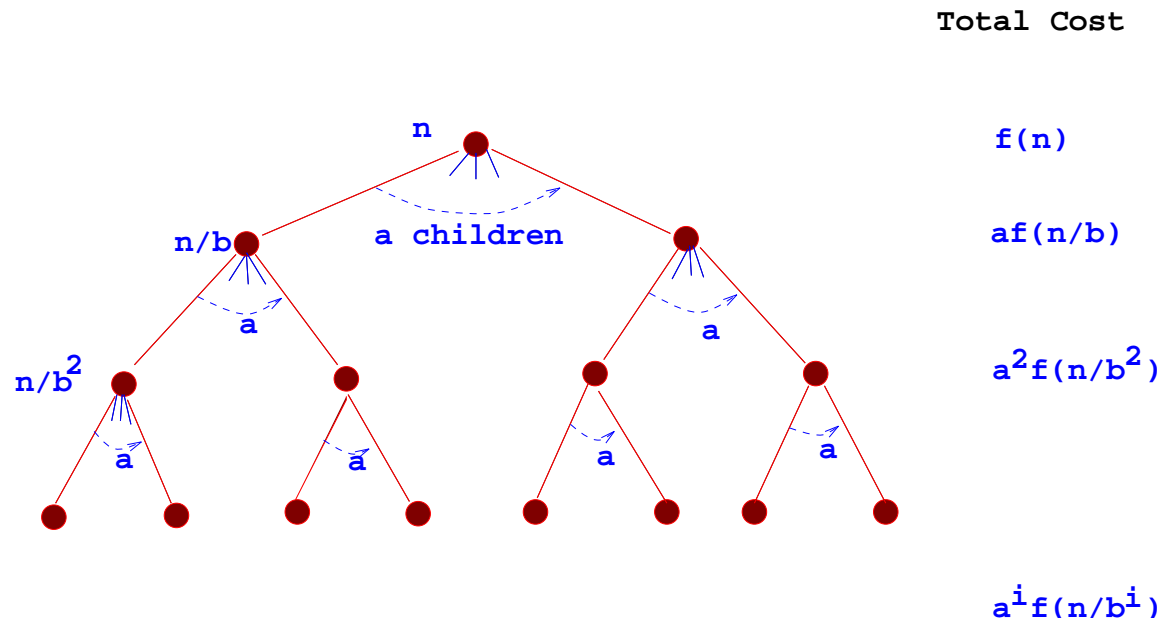 Total Cost
n f(n)
n/b a children af(n/b)
a a
n/b² a²f(n/b²)
a a a a
aⁱf(n/bⁱ)